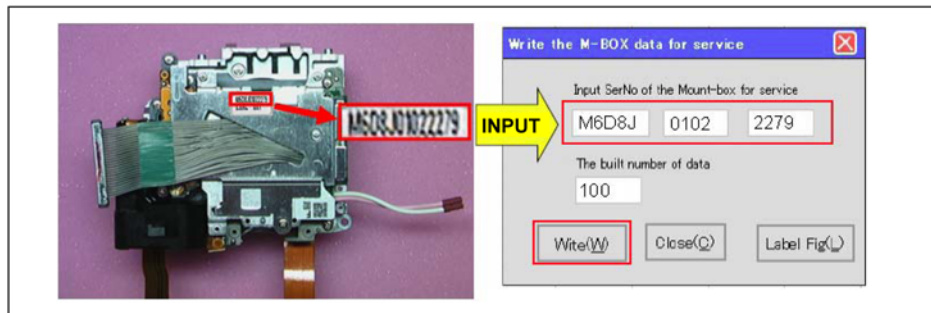 M6D8J01022279
INPUT
Write the M-BOX data for service
Input SerNo of the Mount-box for service
M6D8J 0102 2279
The built number of data
100
Wite(W) Close(C) Label Fig(L)